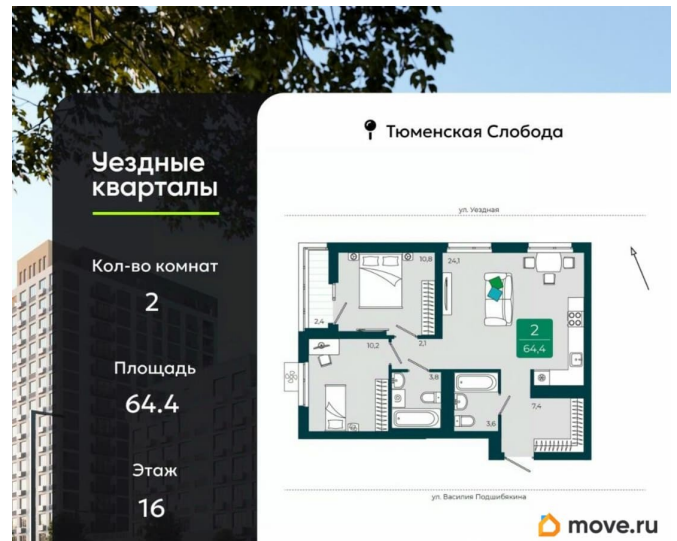 Тюменская Слобода
Уездные
кварталы
Кол-во комнат
2
Площадь
64.4
Этаж
16
ул. Уездная
10,8
24,1
2,4
2,1
10,2
2
64,4
3,8
3,6
7,4
ул. Василия Подшибякина
move.ru